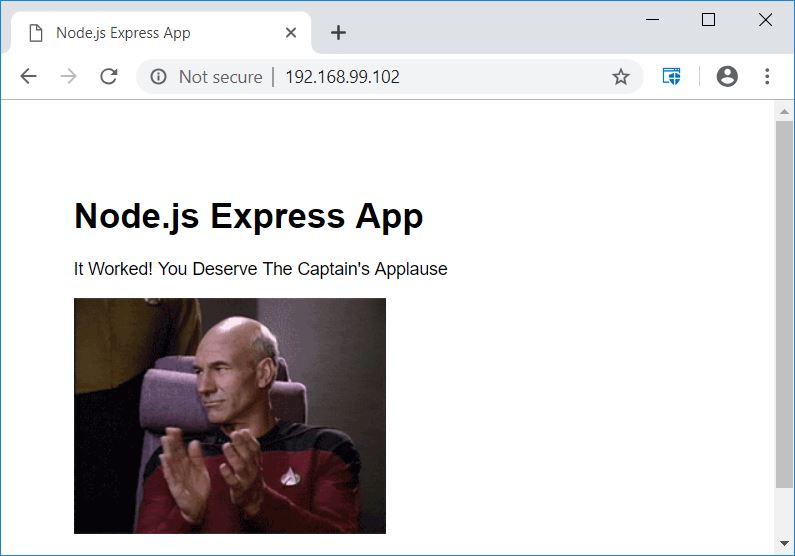 Node.js Express App
Not secure | 192.168.99.102
Node.js Express App
It Worked! You Deserve The Captain's Applause